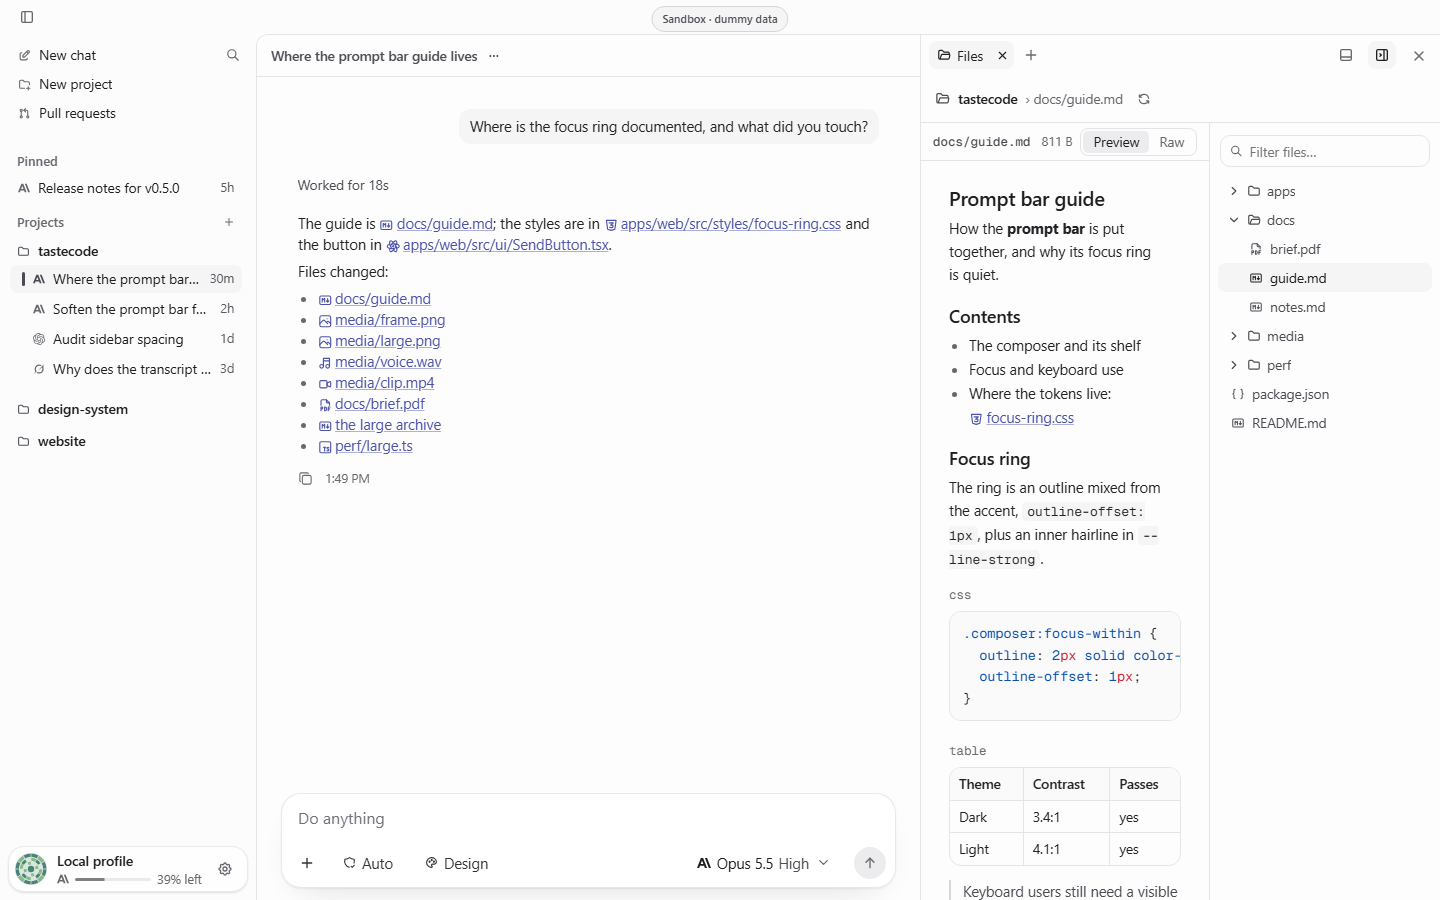 Sandbox · dummy data
New chat
New project
Pull requests
Pinned
Release notes for v0.5.0 5h
Projects
tastecode
Where the prompt bar... 30m
Soften the prompt bar f... 2h
Audit sidebar spacing 1d
Why does the transcript ... 3d
design-system
website
Local profile
39% left
Where the prompt bar guide lives ...
Where is the focus ring documented, and what did you touch?
Worked for 18s
The guide is docs/guide.md; the styles are in apps/web/src/styles/focus-ring.css and
the button in apps/web/src/ui/SendButton.tsx.
Files changed:
docs/guide.md
media/frame.png
media/large.png
media/voice.wav
media/clip.mp4
docs/brief.pdf
the large archive
perf/large.ts
1:49 PM
Do anything
Auto Design Opus 5.5 High
Files
tastecode › docs/guide.md
docs/guide.md 811 B Preview Raw
Prompt bar guide
How the prompt bar is put
together, and why its focus ring
is quiet.
Contents
The composer and its shelf
Focus and keyboard use
Where the tokens live:
focus-ring.css
Focus ring
The ring is an outline mixed from
the accent, outline-offset:
1px, plus an inner hairline in --
line-strong.
css
.composer:focus-within {
outline: 2px solid color-
outline-offset: 1px;
}
table
Theme Contrast Passes
Dark 3.4:1 yes
Light 4.1:1 yes
Keyboard users still need a visible
Filter files...
apps
docs
brief.pdf
guide.md
notes.md
media
perf
package.json
README.md